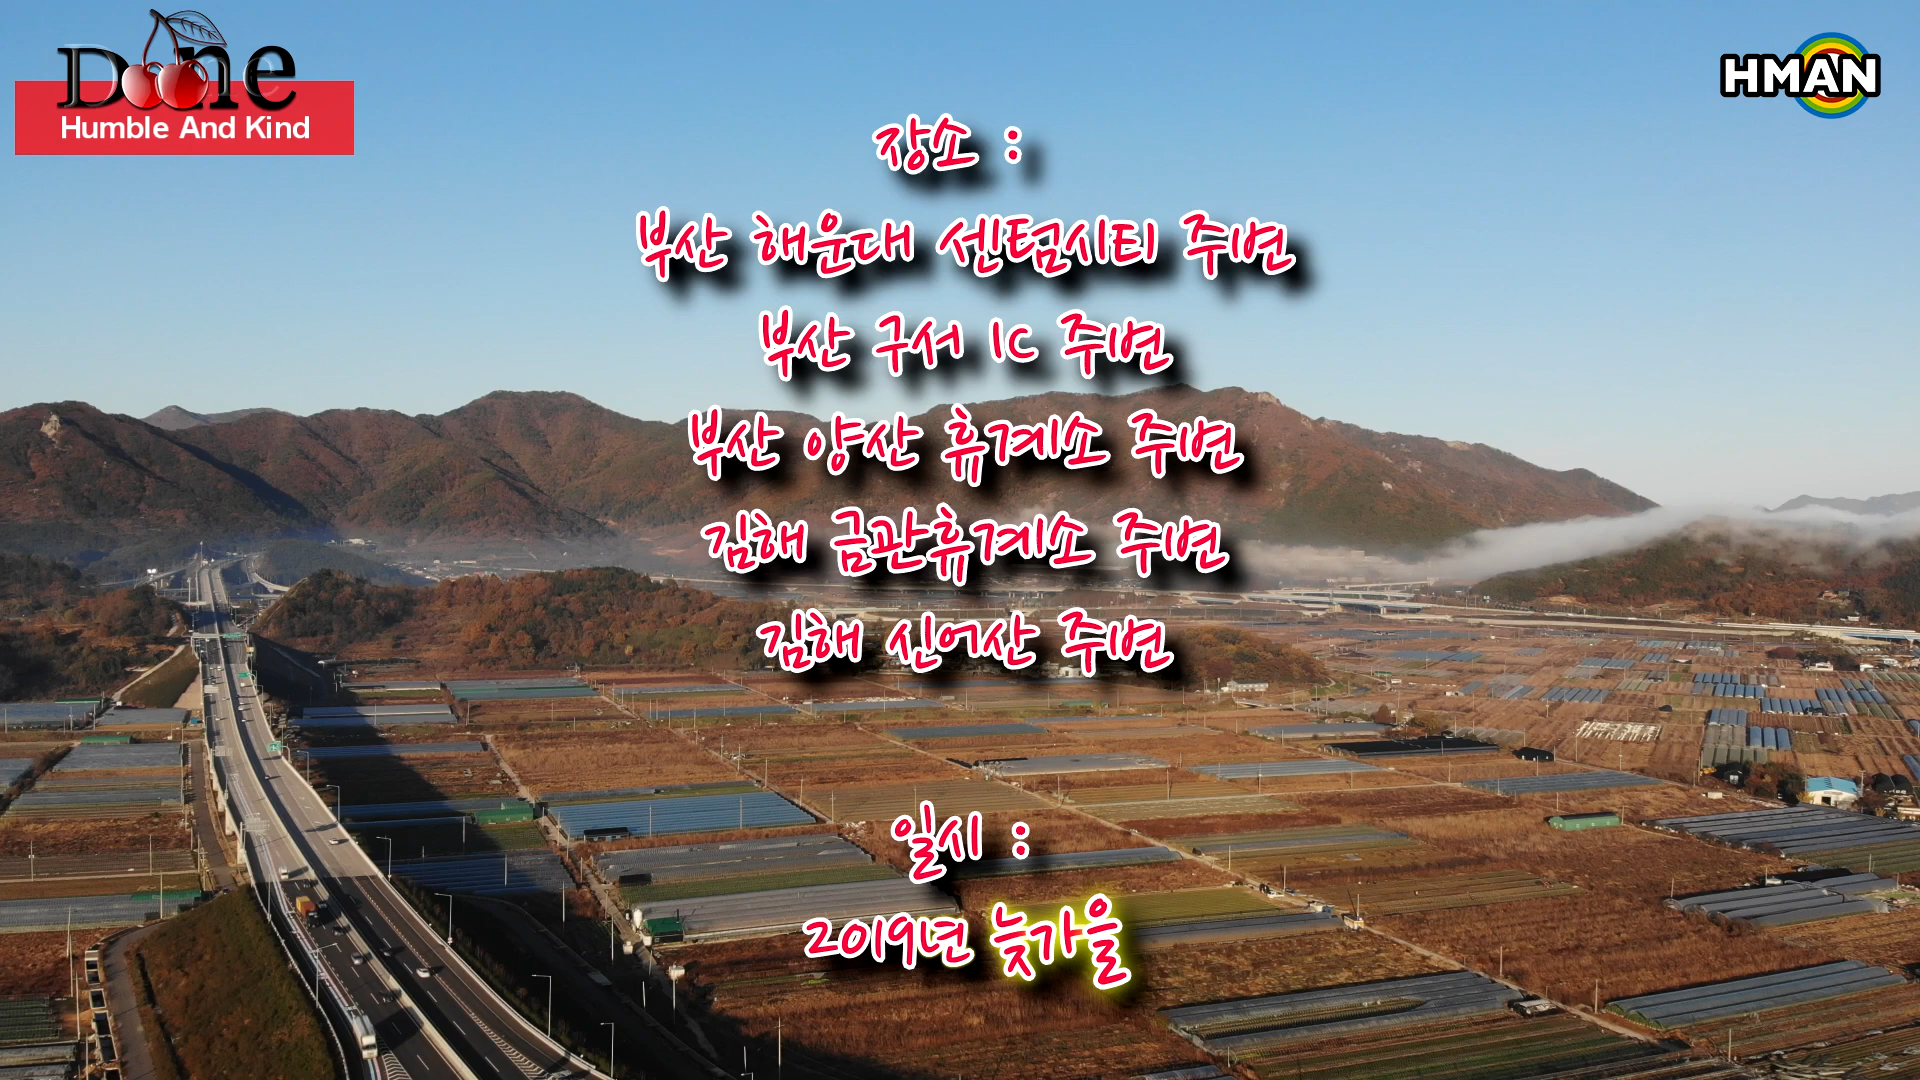 Done
Humble And Kind
HMAN
장소 :
부산 해운대 센텀시티 주변
부산 구서 IC 주변
부산 양산 휴계소 주변
김해 금관휴계소 주변
김해 신어산 주변
일시 :
2019년 늦가을